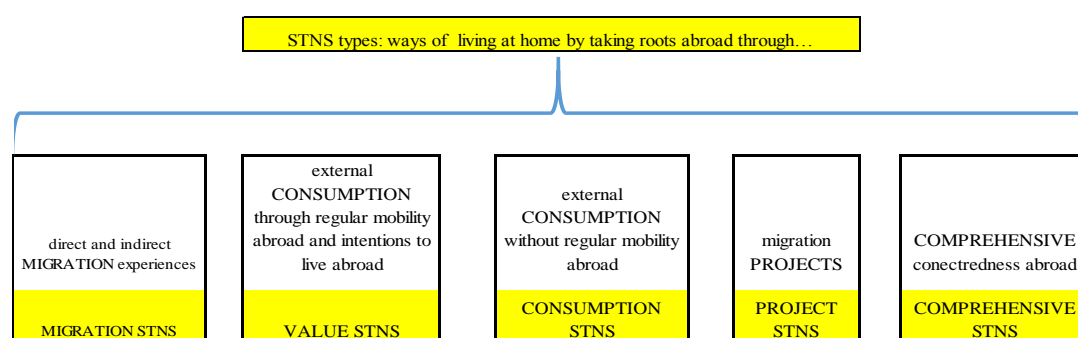 STNS types: ways of living at home by taking roots abroad through…
direct and indirect
MIGRATION experiences
MIGRATION STNS
external
CONSUMPTION
through regular mobility
abroad and intentions to
live abroad
VALUE STNS
external
CONSUMPTION
without regular mobility
abroad
CONSUMPTION
STNS
migration
PROJECTS
PROJECT
STNS
COMPREHENSIVE
conectredness abroad
COMPREHENSIVE
STNS